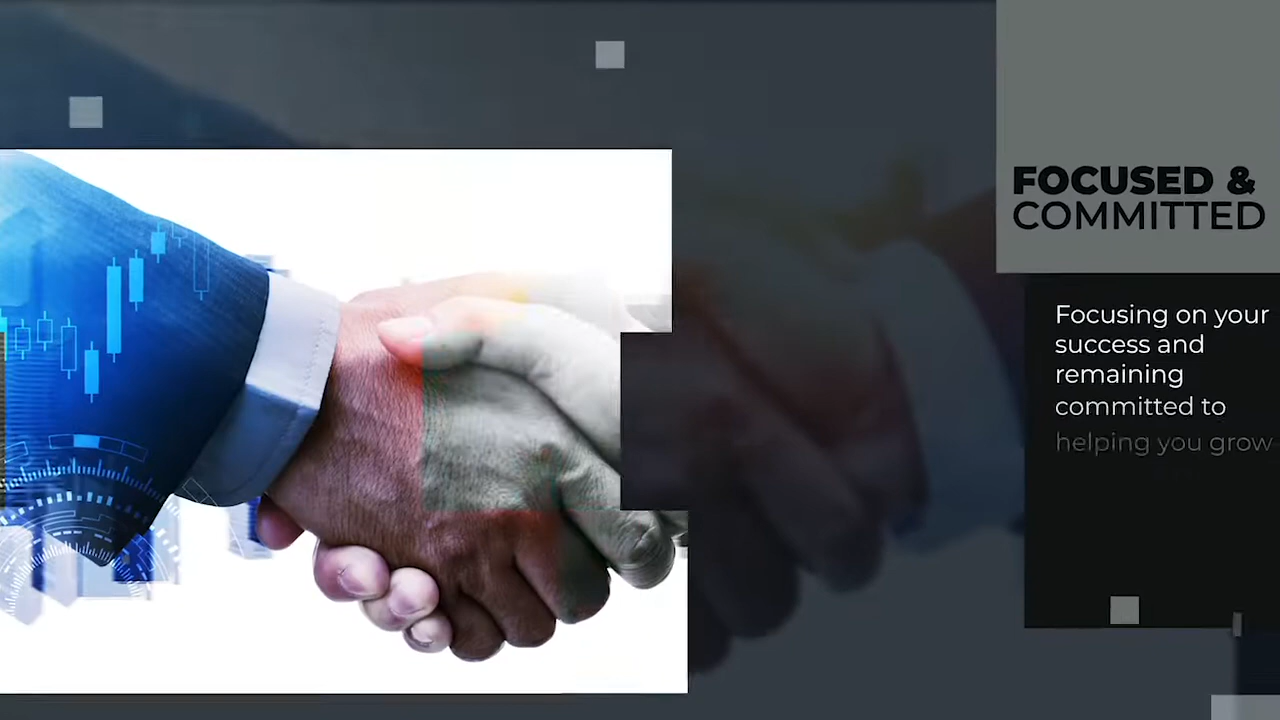 FOCUSED &
COMMITTED
Focusing on your
success and
remaining
committed to
helping you grow